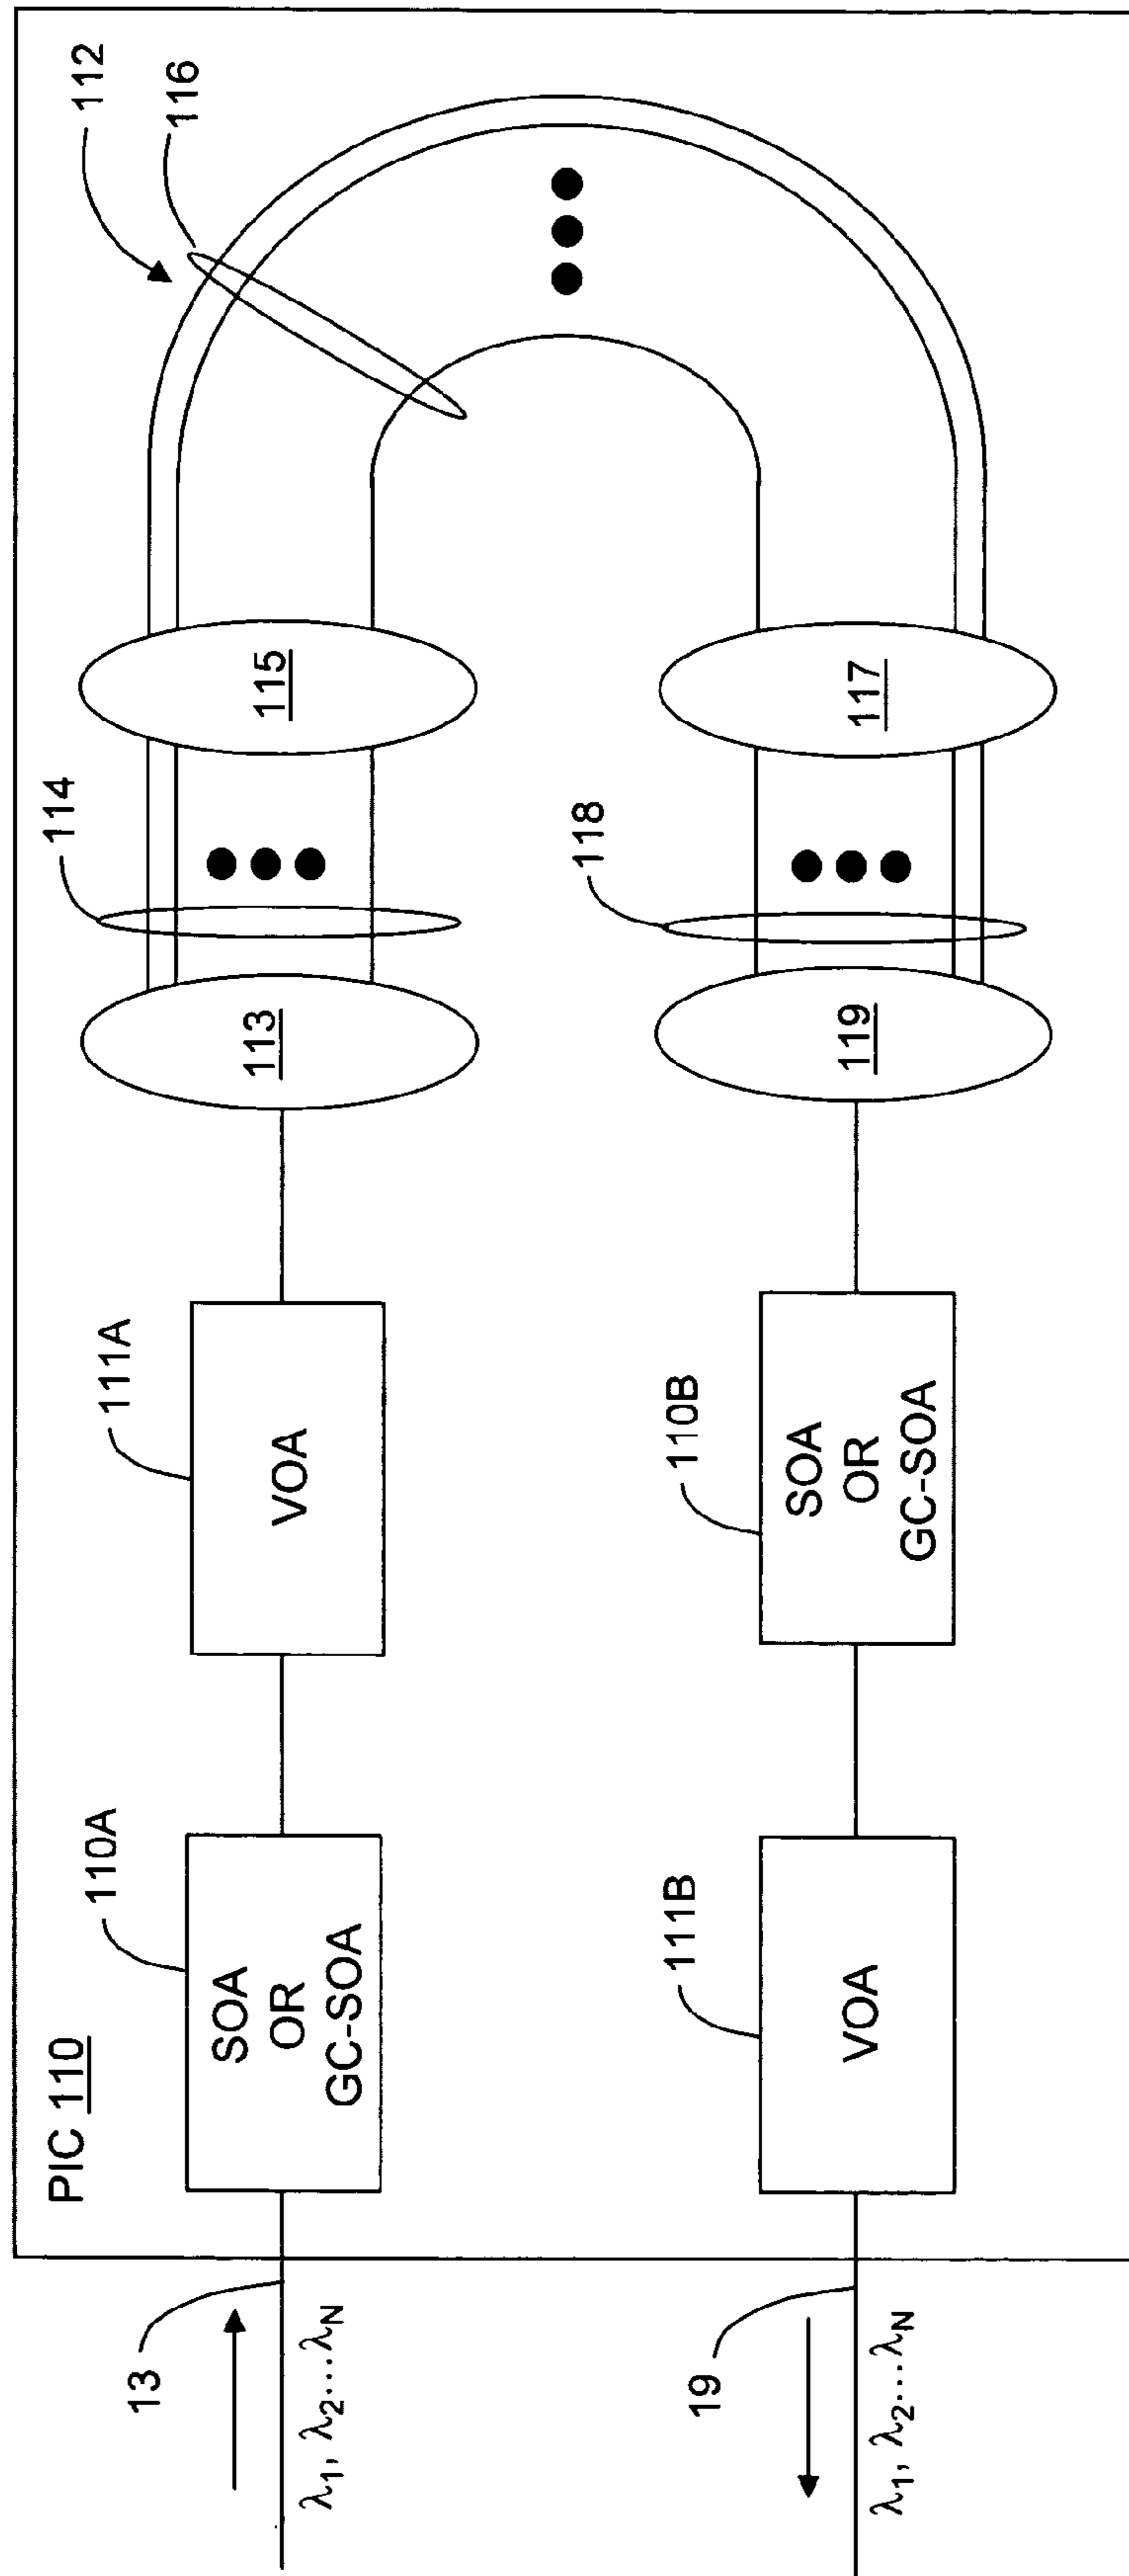 PIC 110
112
116
114
115
113
111A
VOA
110A
SOA
OR
GC-SOA
13
λ1, λ2...λN
118
117
119
110B
SOA
OR
GC-SOA
111B
VOA
19
λ1, λ2...λN